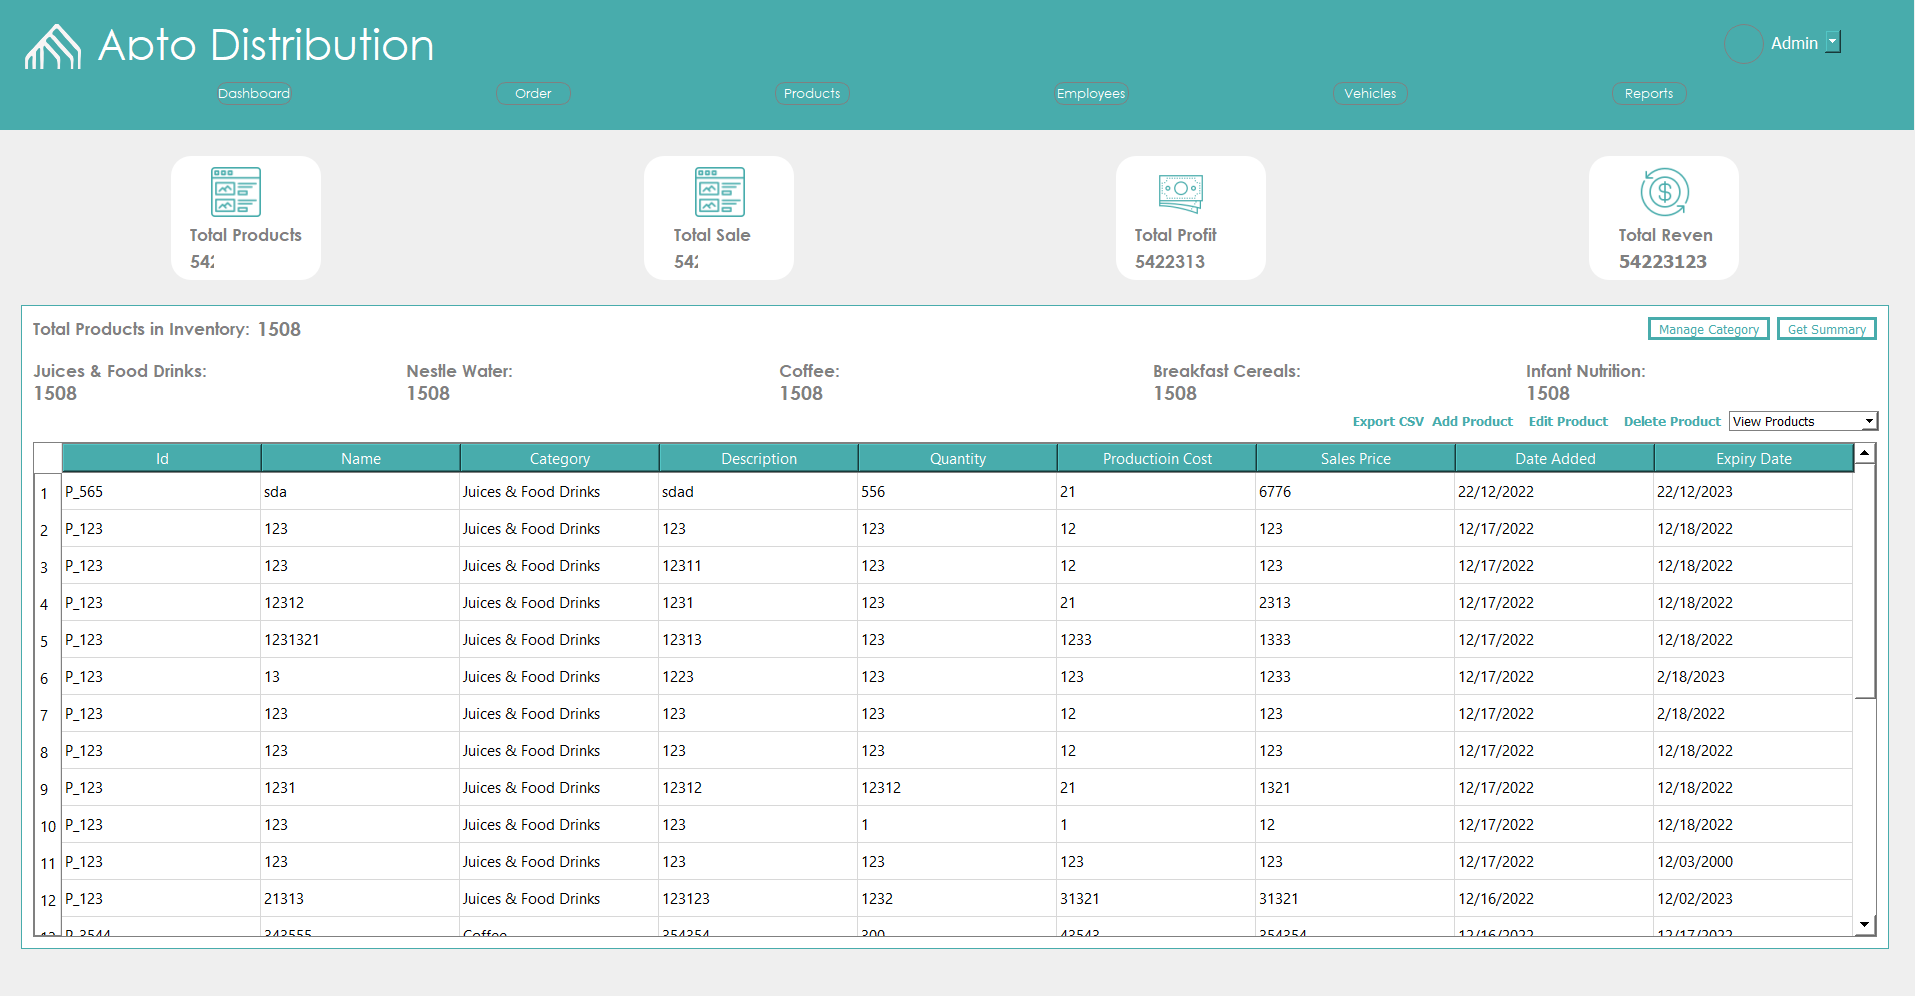 Apto Distribution
Admin
Dashboard Order Products Employees Vehicles Reports
Total Products Total Sale Total Profit Total Reven
542 542 5422313 54223123
Total Products in Inventory: 1508 Manage Category Get Summary
Juices & Food Drinks: Nestle Water: Coffee: Breakfast Cereals: Infant Nutrition:
1508 1508 1508 1508 1508
Export CSV Add Product Edit Product Delete Product View Products
Id Name Category Description Quantity Productioin Cost Sales Price Date Added Expiry Date
1 P_565 sda Juices & Food Drinks sdad 556 21 6776 22/12/2022 22/12/2023
2 P_123 123 Juices & Food Drinks 123 123 12 123 12/17/2022 12/18/2022
3 P_123 123 Juices & Food Drinks 12311 123 12 123 12/17/2022 12/18/2022
4 P_123 12312 Juices & Food Drinks 1231 123 21 2313 12/17/2022 12/18/2022
5 P_123 1231321 Juices & Food Drinks 12313 123 1233 1333 12/17/2022 12/18/2022
6 P_123 13 Juices & Food Drinks 1223 123 123 1233 12/17/2022 2/18/2023
7 P_123 123 Juices & Food Drinks 123 123 12 123 12/17/2022 2/18/2022
8 P_123 123 Juices & Food Drinks 123 123 12 123 12/17/2022 12/18/2022
9 P_123 1231 Juices & Food Drinks 12312 12312 21 1321 12/17/2022 12/18/2022
10 P_123 123 Juices & Food Drinks 123 1 1 12 12/17/2022 12/18/2022
11 P_123 123 Juices & Food Drinks 123 123 123 123 12/17/2022 12/03/2000
12 P_123 21313 Juices & Food Drinks 123123 1232 31321 31321 12/16/2022 12/02/2023
13 P_3544 343555 Coffee 354354 300 43543 354354 12/16/2022 12/17/2022